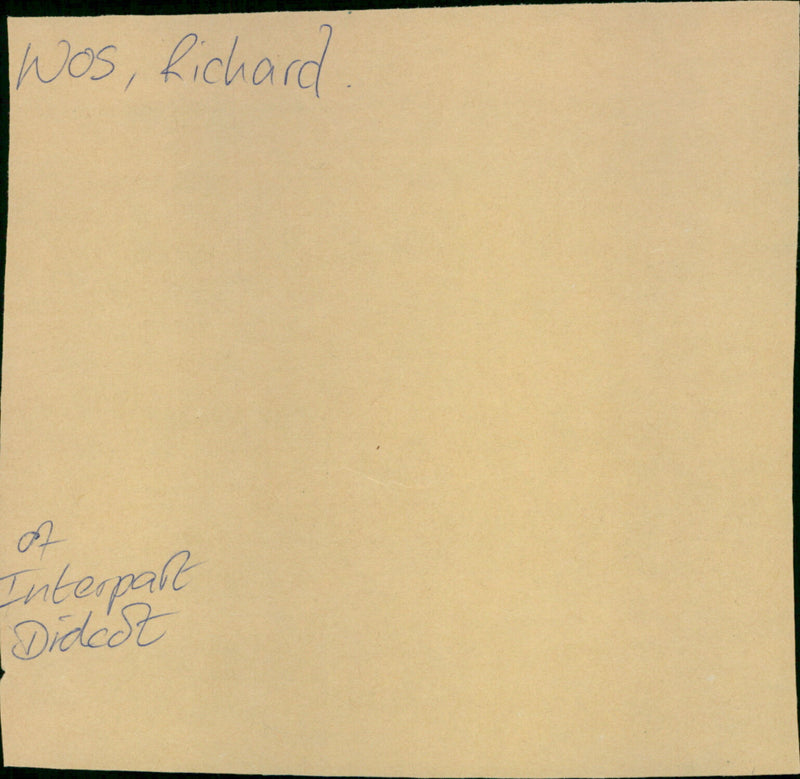 Wos, Richard.
of
Interpart
Didcot